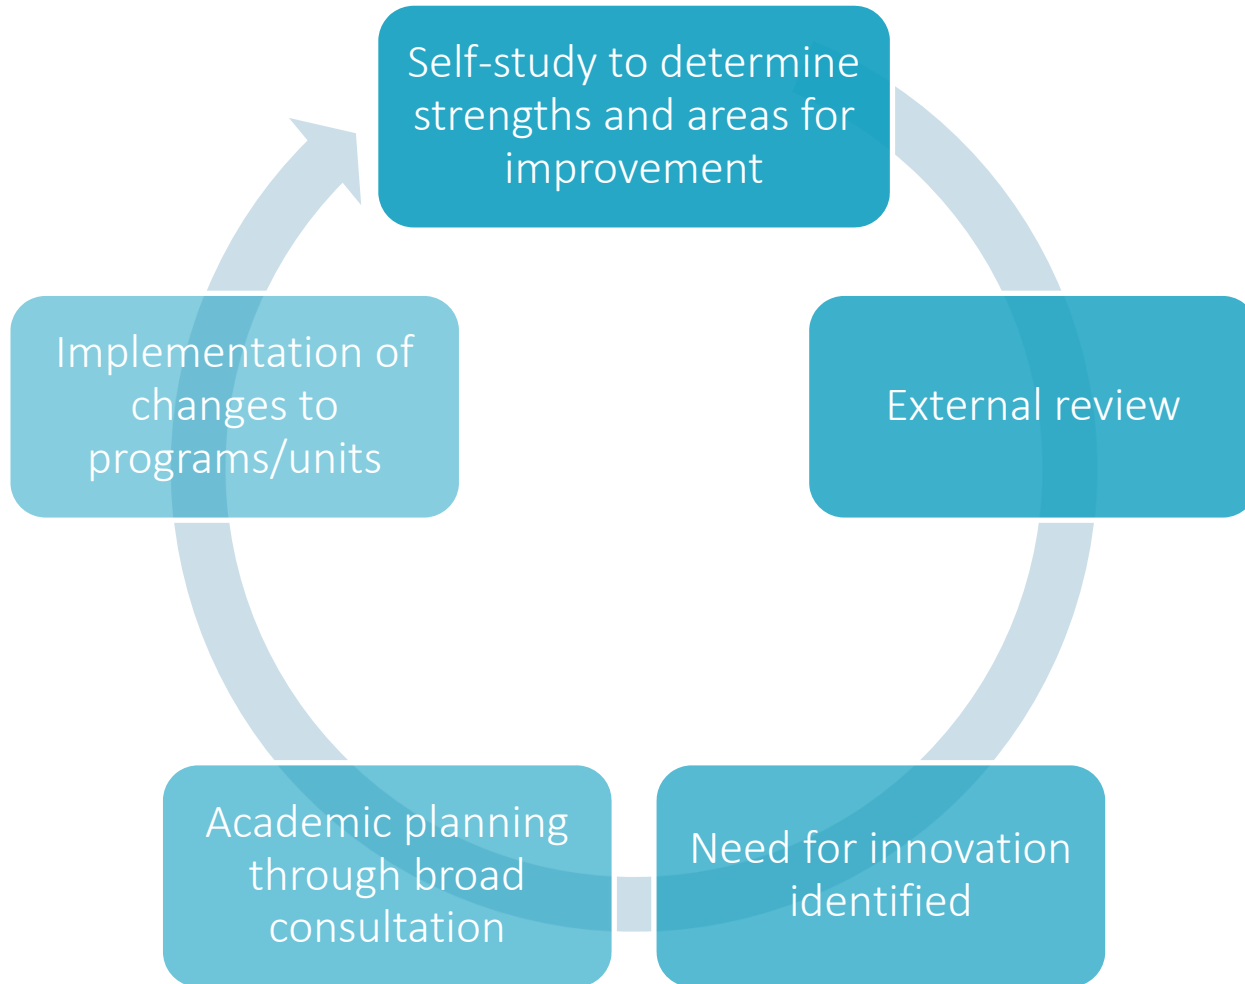 Self-study to determine
strengths and areas for
improvement
External review
Need for innovation
identified
Academic planning
through broad
consultation
Implementation of
changes to
programs/units